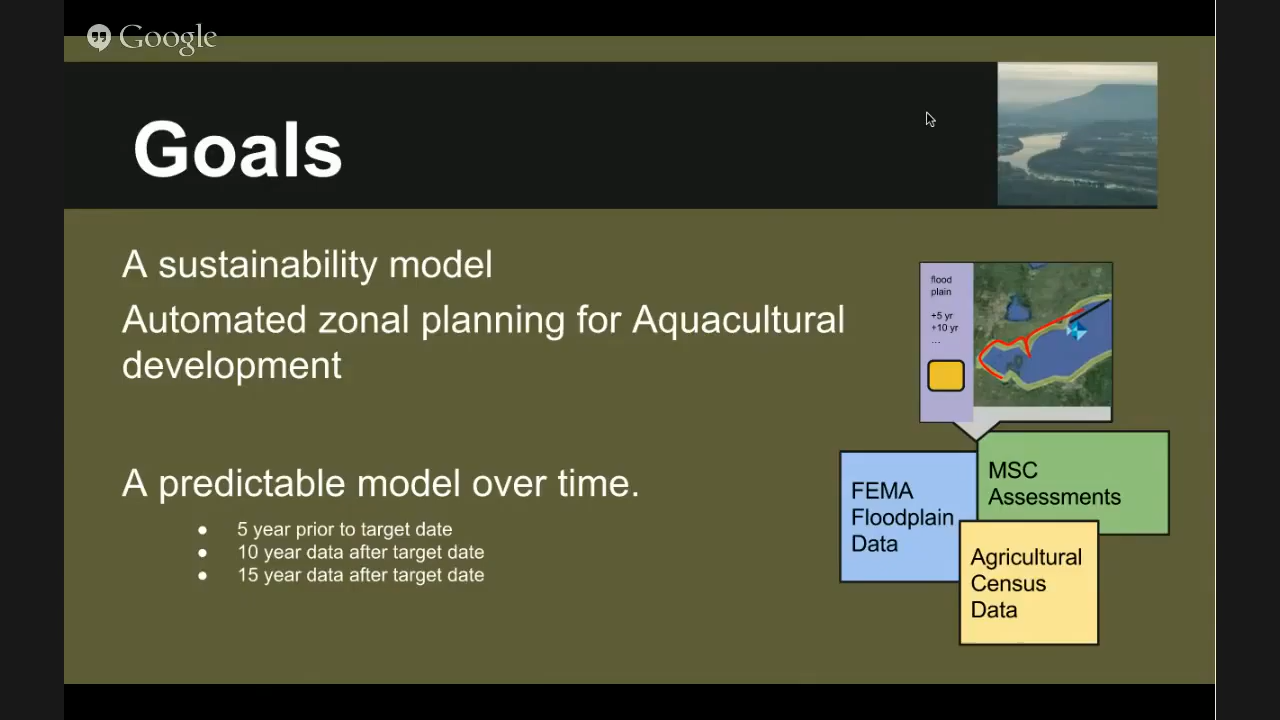 Google
Goals
A sustainability model
Automated zonal planning for Aquacultural
development
A predictable model over time.
5 year prior to target date
10 year data after target date
15 year data after target date
flood
plain
+5 yr
+10 yr
...
FEMA
Floodplain
Data
MSC
Assessments
Agricultural
Census
Data